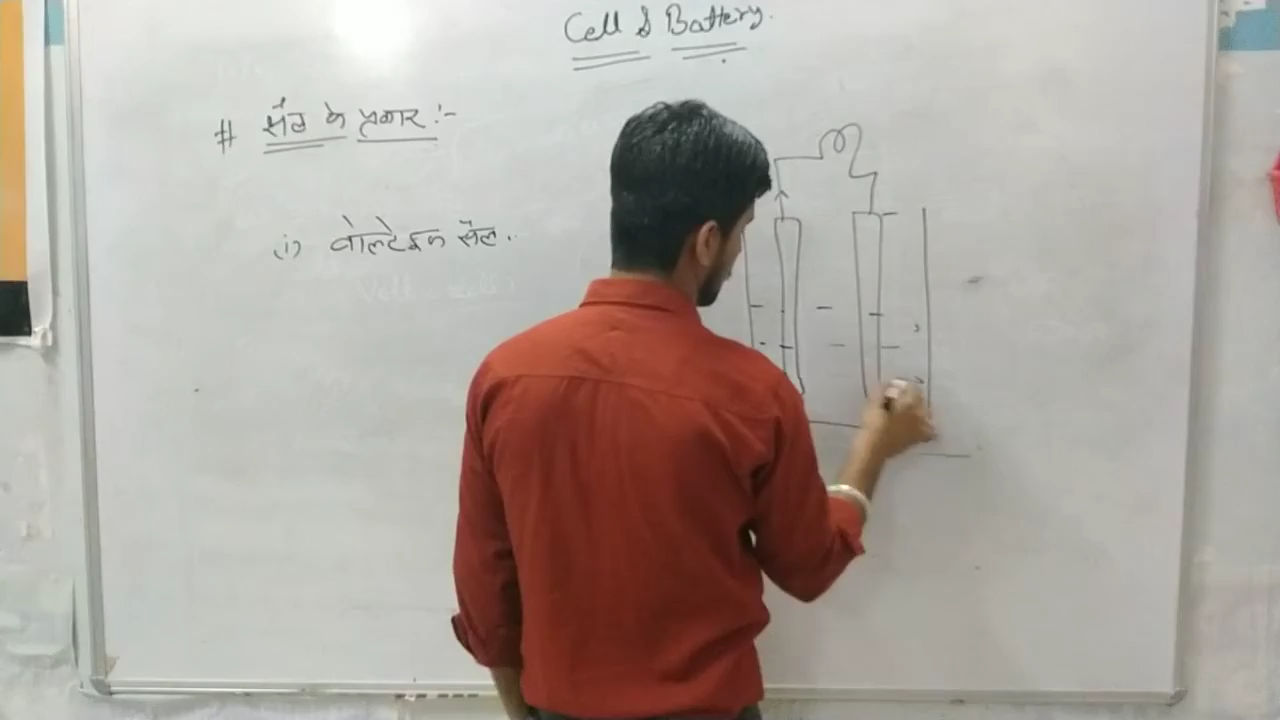 Cell & Battery.
# सैल के प्रकार :-
(i) वोल्टेइक सैल.